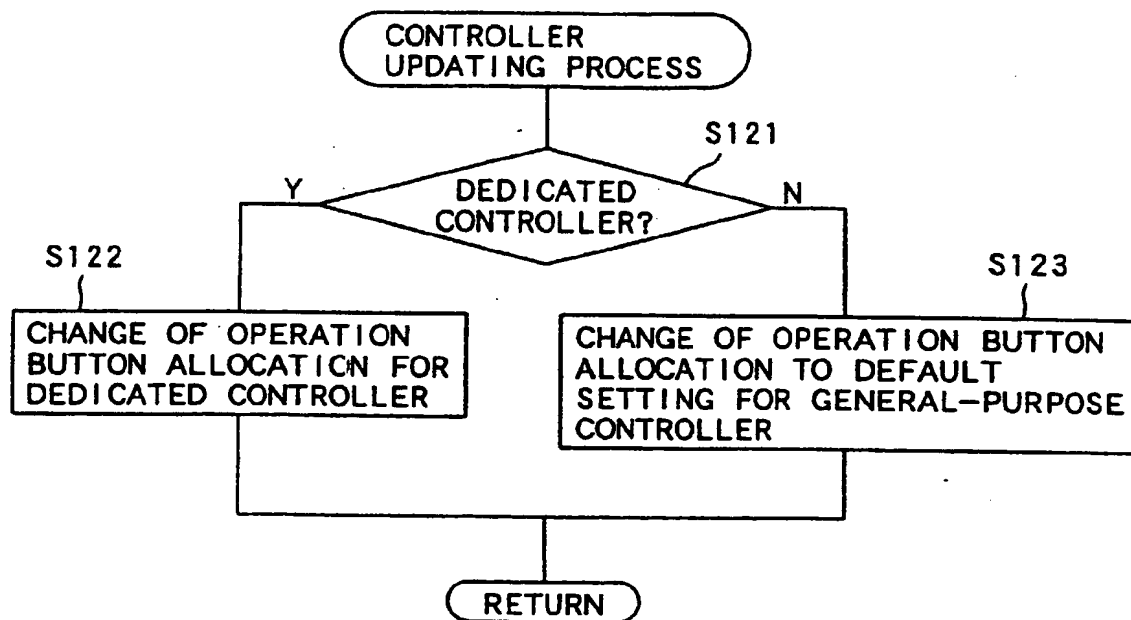 CONTROLLER
UPDATING PROCESS
S121
DEDICATED
CONTROLLER?
Y
N
S122
CHANGE OF OPERATION
BUTTON ALLOCATION FOR
DEDICATED CONTROLLER
S123
CHANGE OF OPERATION BUTTON
ALLOCATION TO DEFAULT
SETTING FOR GENERAL-PURPOSE
CONTROLLER
RETURN